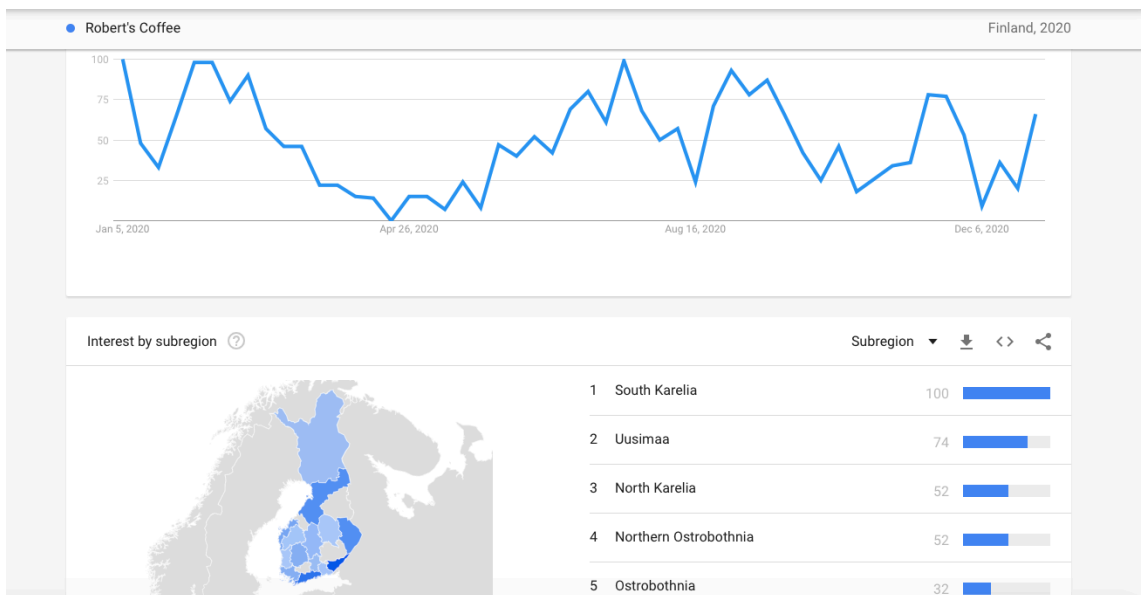 Robert's Coffee
Finland, 2020
100
75
50
25
Jan 5, 2020
Apr 26, 2020
Aug 16, 2020
Dec 6, 2020
Interest by subregion ?
Subregion
1 South Karelia 100
2 Uusimaa 74
3 North Karelia 52
4 Northern Ostrobothnia 52
5 Ostrobothnia 32